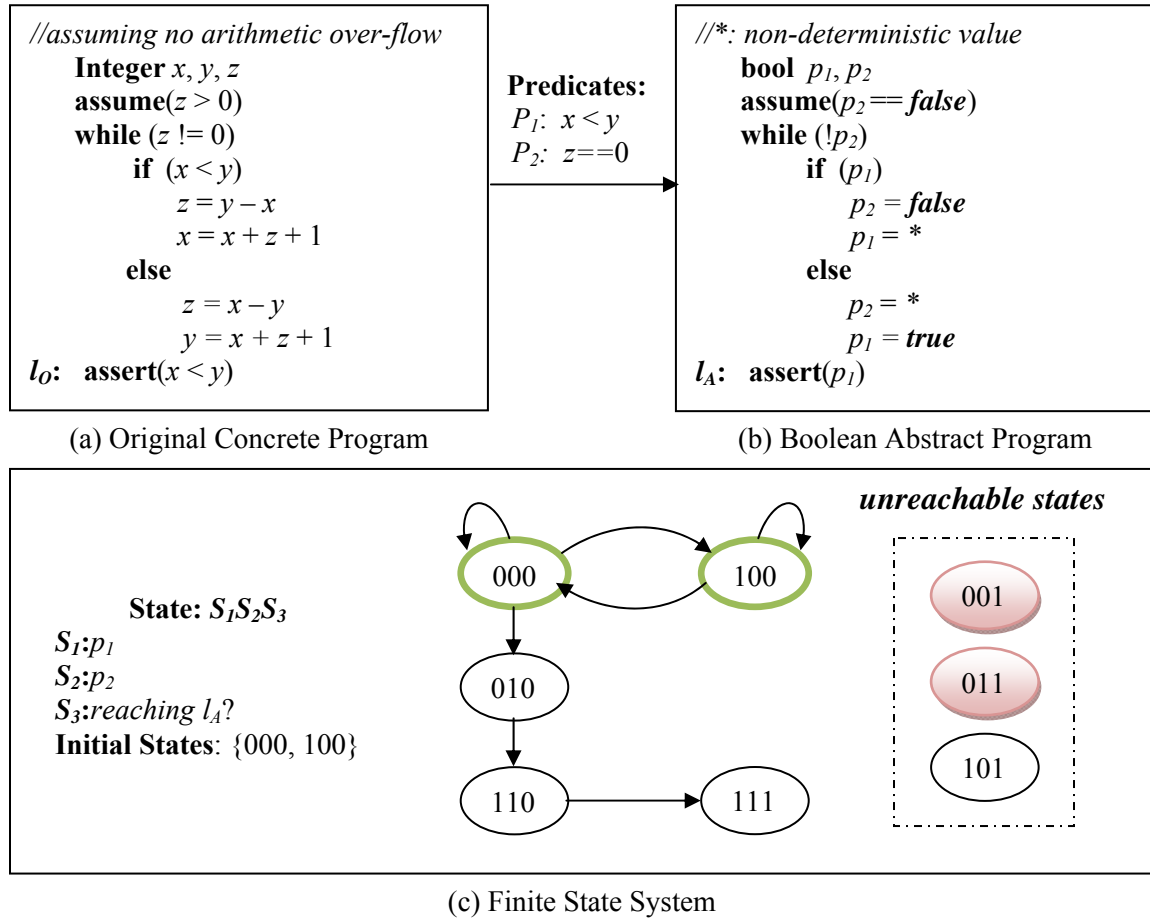 //assuming no arithmetic over-flow
Integer x, y, z
assume(z > 0)
while (z != 0)
if (x < y)
z = y – x
x = x + z + 1
else
z = x – y
y = x + z + 1
lO: assert(x < y)
(a) Original Concrete Program
Predicates:
P1: x < y
P2: z==0
//*: non-deterministic value
bool p1, p2
assume(p2 == false)
while (!p2)
if (p1)
p2 = false
p1 = *
else
p2 = *
p1 = true
lA: assert(p1)
(b) Boolean Abstract Program
State: S1S2S3
S1:p1
S2:p2
S3:reaching lA?
Initial States: {000, 100}
000
100
010
110
111
unreachable states
001
011
101
(c) Finite State System